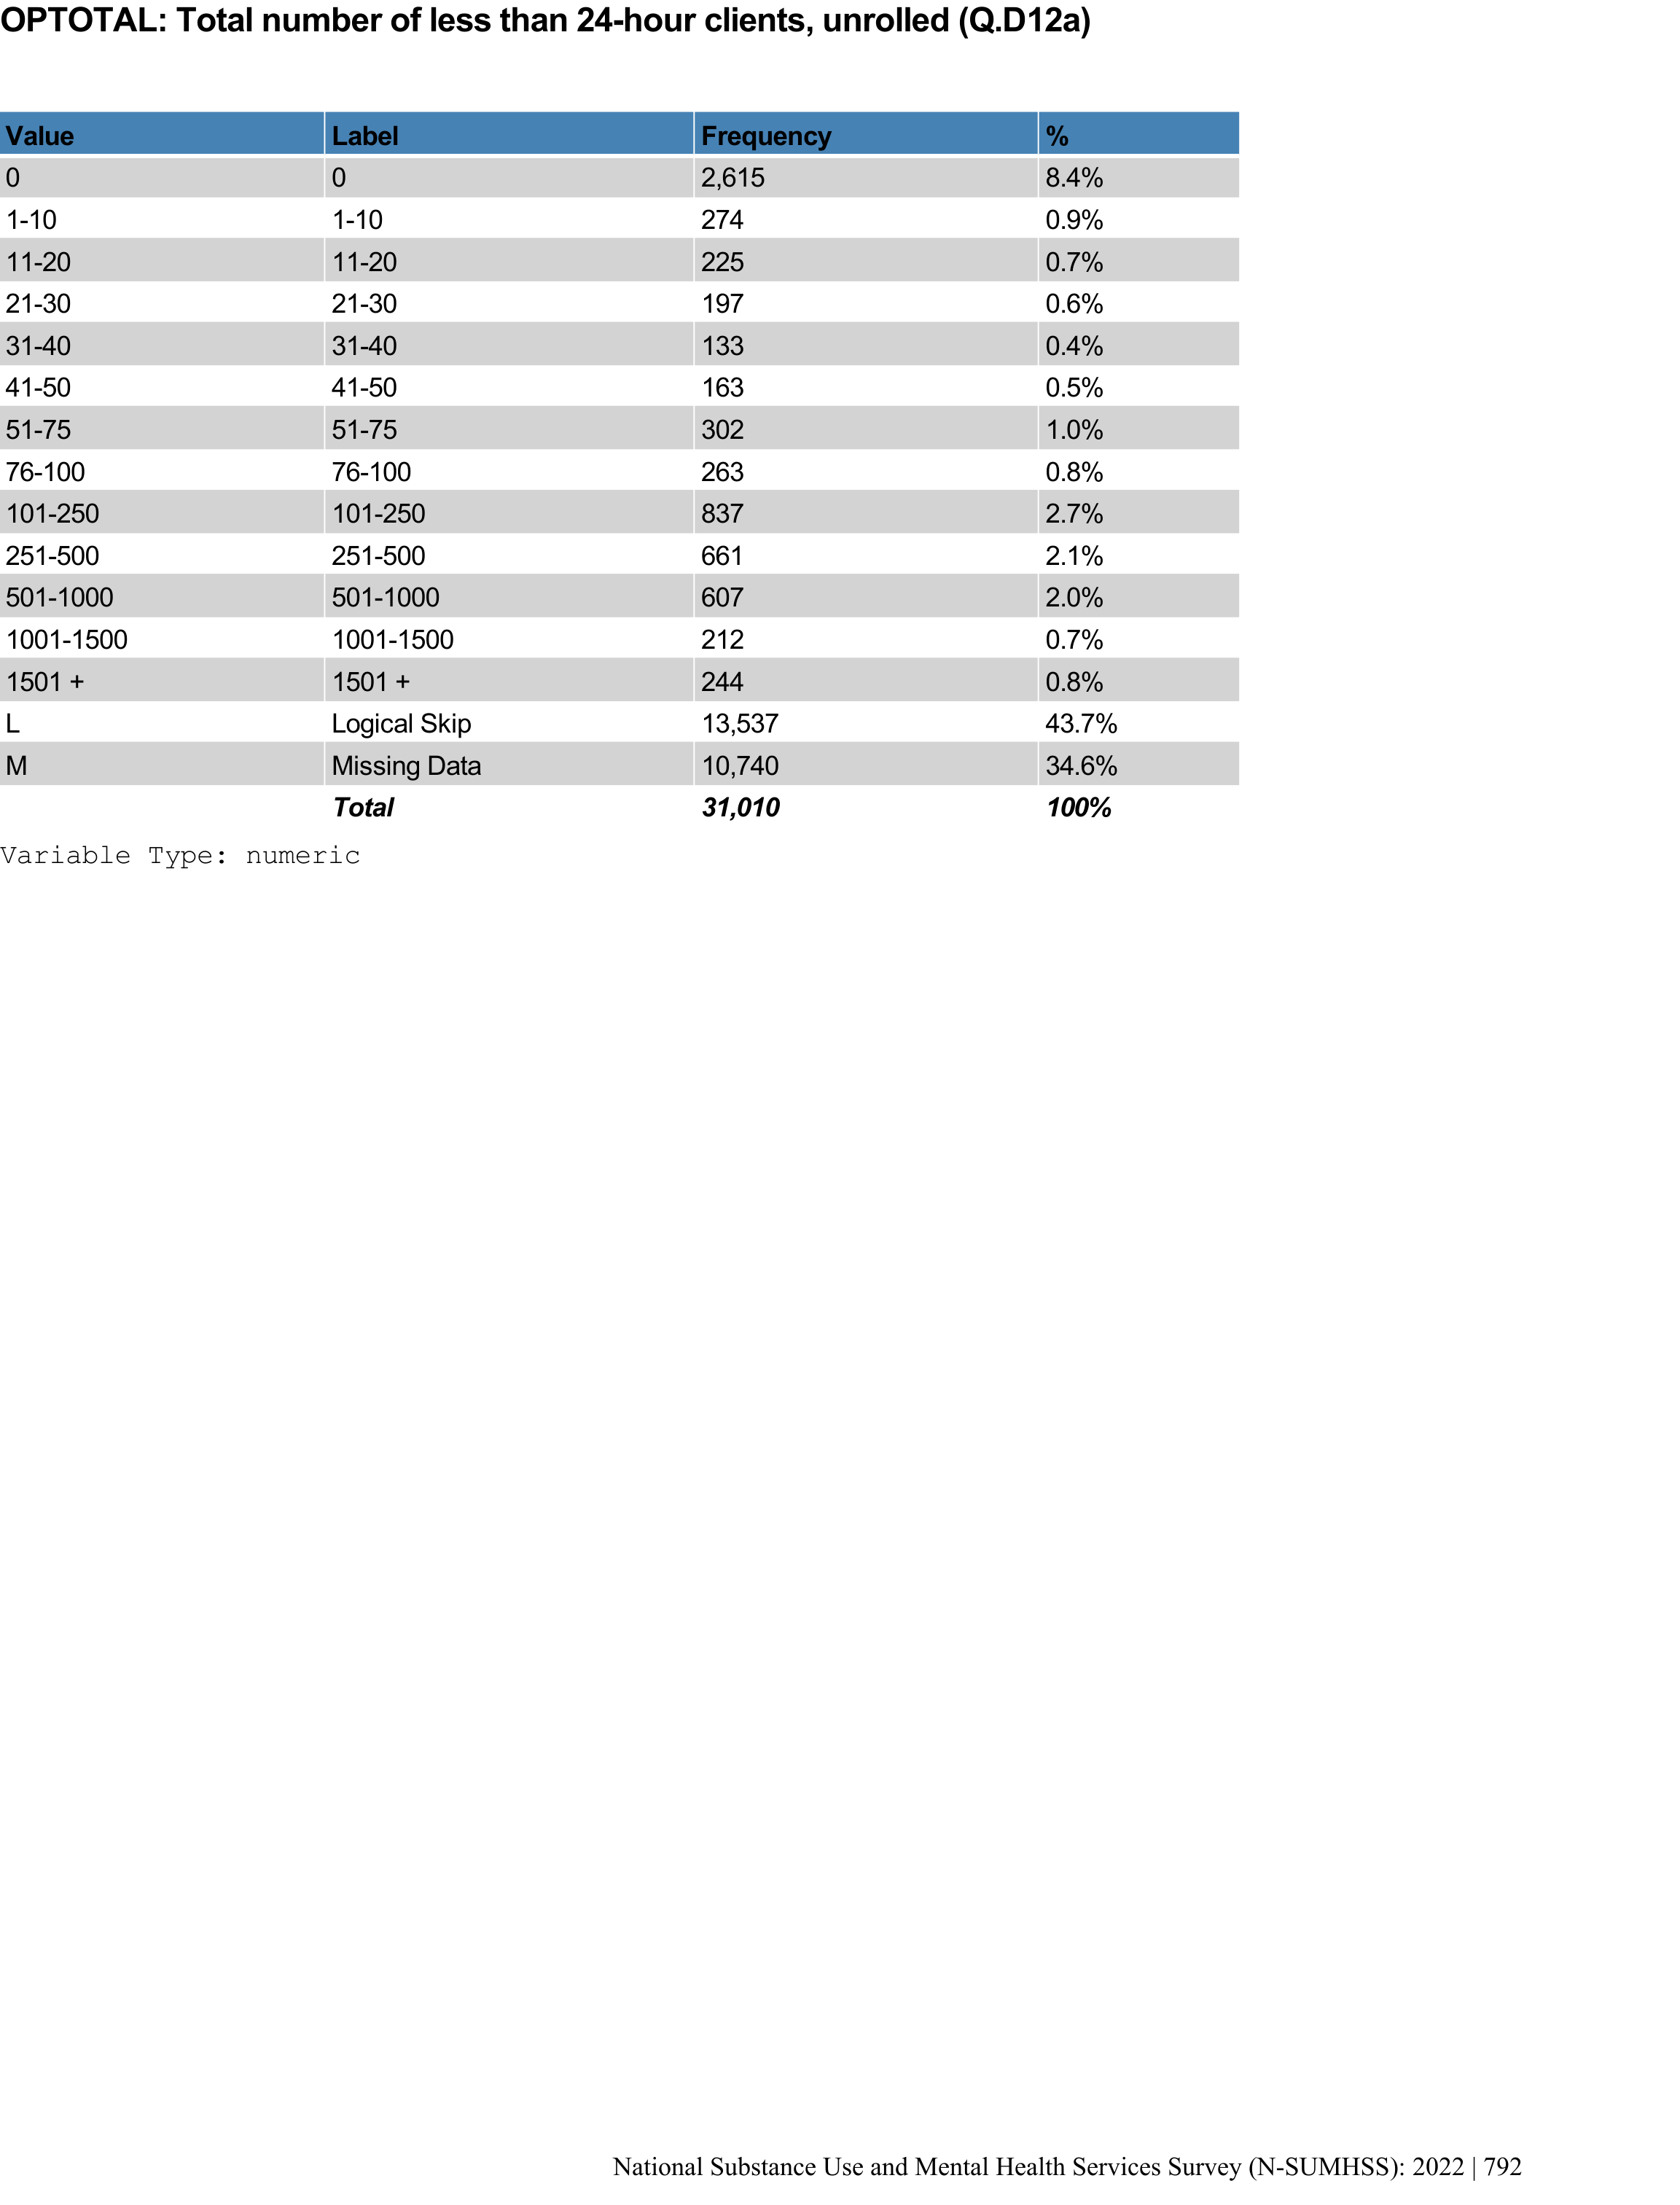 OPTOTAL: Total number of less than 24-hour clients, unrolled (Q.D12a)
Value Label Frequency %
0 0 2,615 8.4%
1-10 1-10 274 0.9%
11-20 11-20 225 0.7%
21-30 21-30 197 0.6%
31-40 31-40 133 0.4%
41-50 41-50 163 0.5%
51-75 51-75 302 1.0%
76-100 76-100 263 0.8%
101-250 101-250 837 2.7%
251-500 251-500 661 2.1%
501-1000 501-1000 607 2.0%
1001-1500 1001-1500 212 0.7%
1501 + 1501 + 244 0.8%
L Logical Skip 13,537 43.7%
M Missing Data 10,740 34.6%
Total 31,010 100%
Variable Type: numeric
National Substance Use and Mental Health Services Survey (N-SUMHSS): 2022 | 792